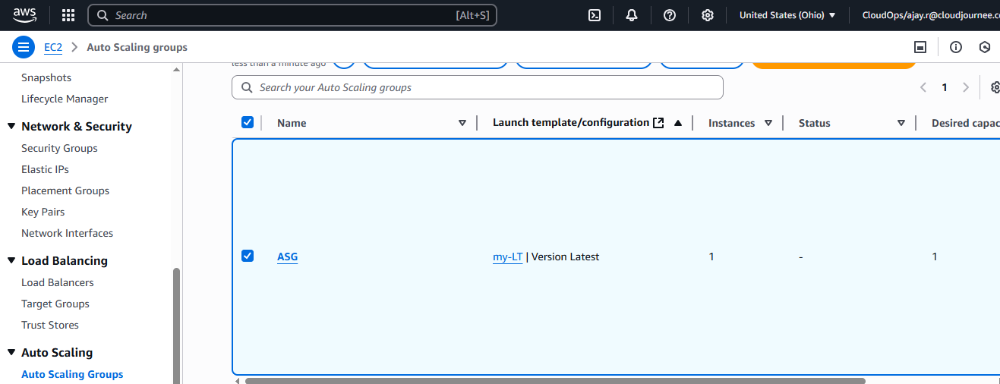 aws
Search [Alt+S] United States (Ohio) CloudOps/ajay.r@cloudjournee.c
EC2 Auto Scaling groups
less than a minute ago
Snapshots
Lifecycle Manager
Search your Auto Scaling groups 1
Network & Security
Name Launch template/configuration Instances Status Desired capac
Security Groups
Elastic IPs
Placement Groups
Key Pairs
Network Interfaces
ASG my-LT | Version Latest 1 - 1
Load Balancing
Load Balancers
Target Groups
Trust Stores
Auto Scaling
Auto Scaling Groups